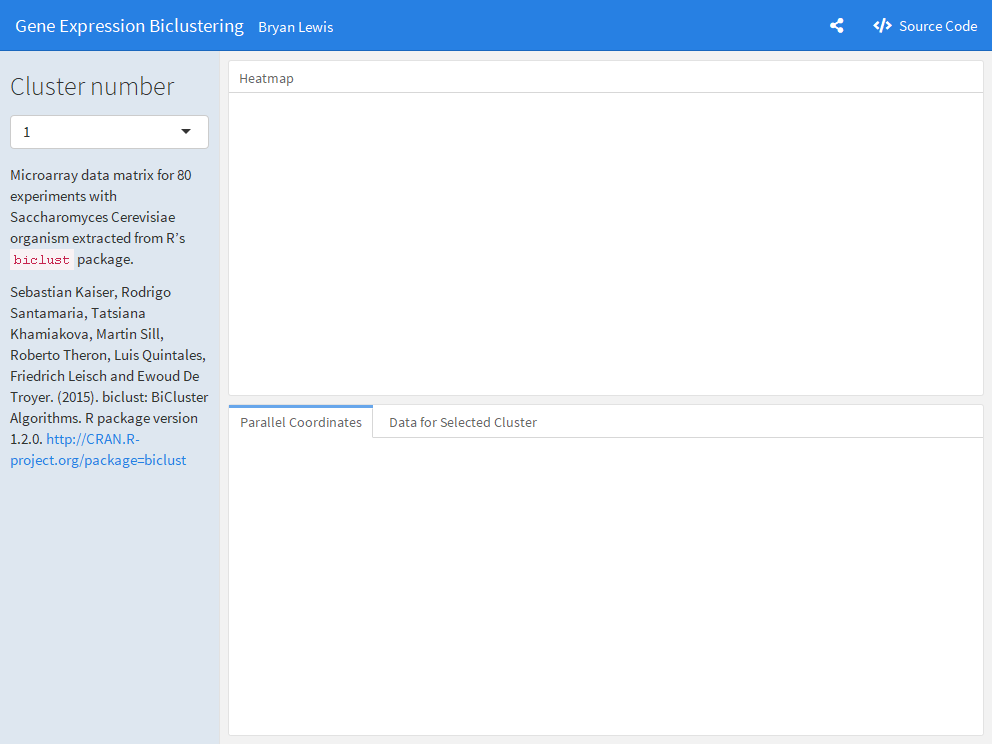 Gene Expression Biclustering Bryan Lewis Source Code
Cluster number
1
Microarray data matrix for 80
experiments with
Saccharomyces Cerevisiae
organism extracted from R’s
biclust package.
Sebastian Kaiser, Rodrigo
Santamaria, Tatsiana
Khamiakova, Martin Sill,
Roberto Theron, Luis Quintales,
Friedrich Leisch and Ewoud De
Troyer. (2015). biclust: BiCluster
Algorithms. R package version
1.2.0. http://CRAN.R-
project.org/package=biclust
Heatmap
Parallel Coordinates Data for Selected Cluster